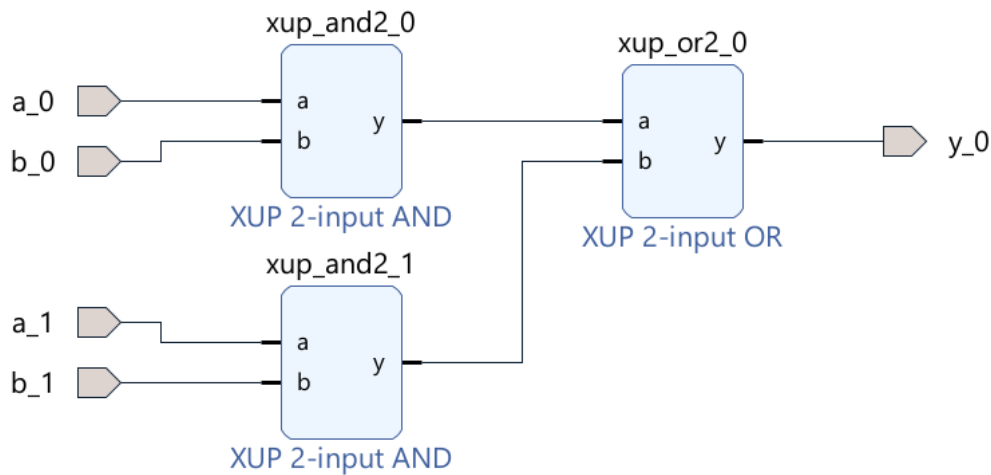 xup_and2_0
a_0
b_0
a
b
y
XUP 2-input AND
xup_or2_0
a
b
y
XUP 2-input OR
y_0
xup_and2_1
a_1
b_1
a
b
y
XUP 2-input AND